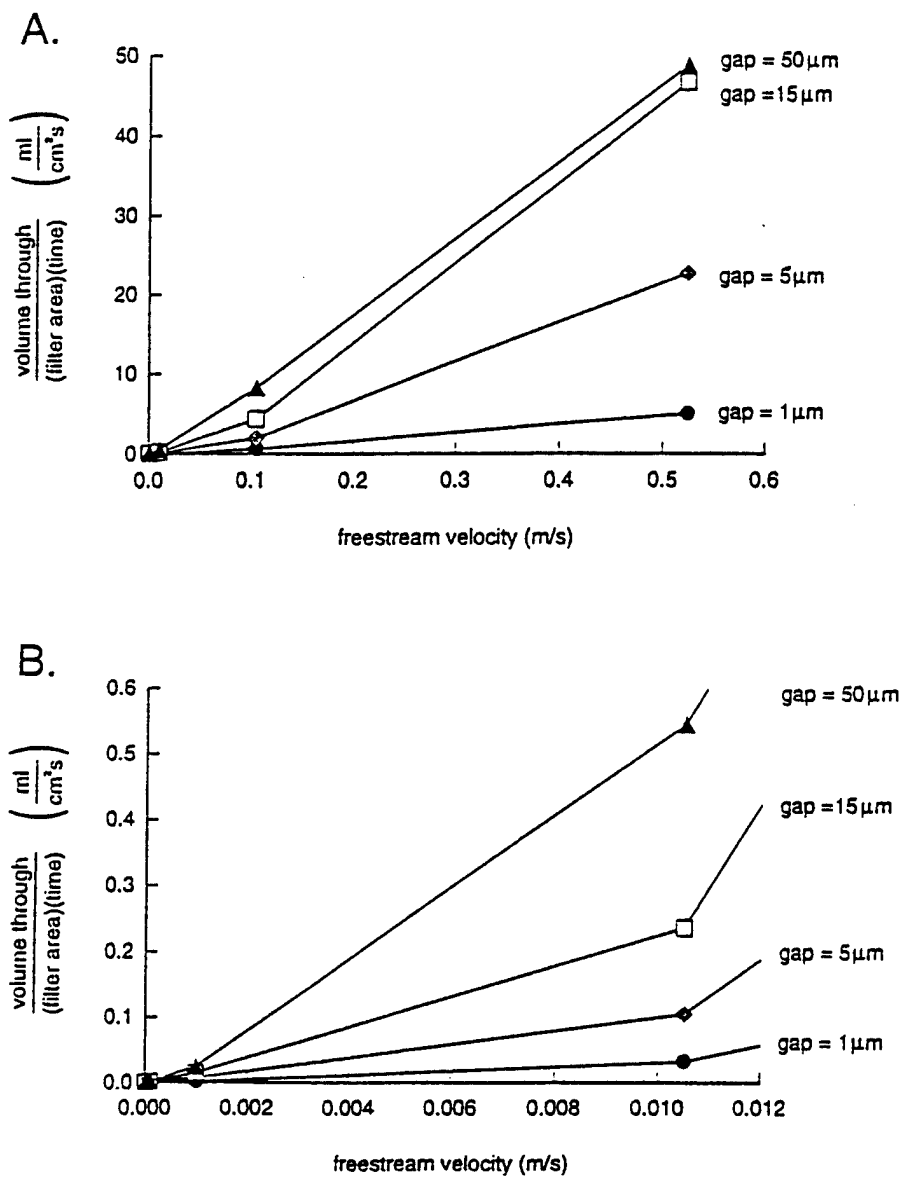 A.
volume through
(filter area)(time)
( ml
cm²s )
50
40
30
20
10
0
gap = 50µm
gap =15µm
gap = 5µm
gap = 1µm
0.0 0.1 0.2 0.3 0.4 0.5 0.6
freestream velocity (m/s)
B.
volume through
(filter area)(time)
( ml
cm²s )
0.6
0.5
0.4
0.3
0.2
0.1
0.0
gap = 50µm
gap =15µm
gap = 5µm
gap = 1µm
0.000 0.002 0.004 0.006 0.008 0.010 0.012
freestream velocity (m/s)